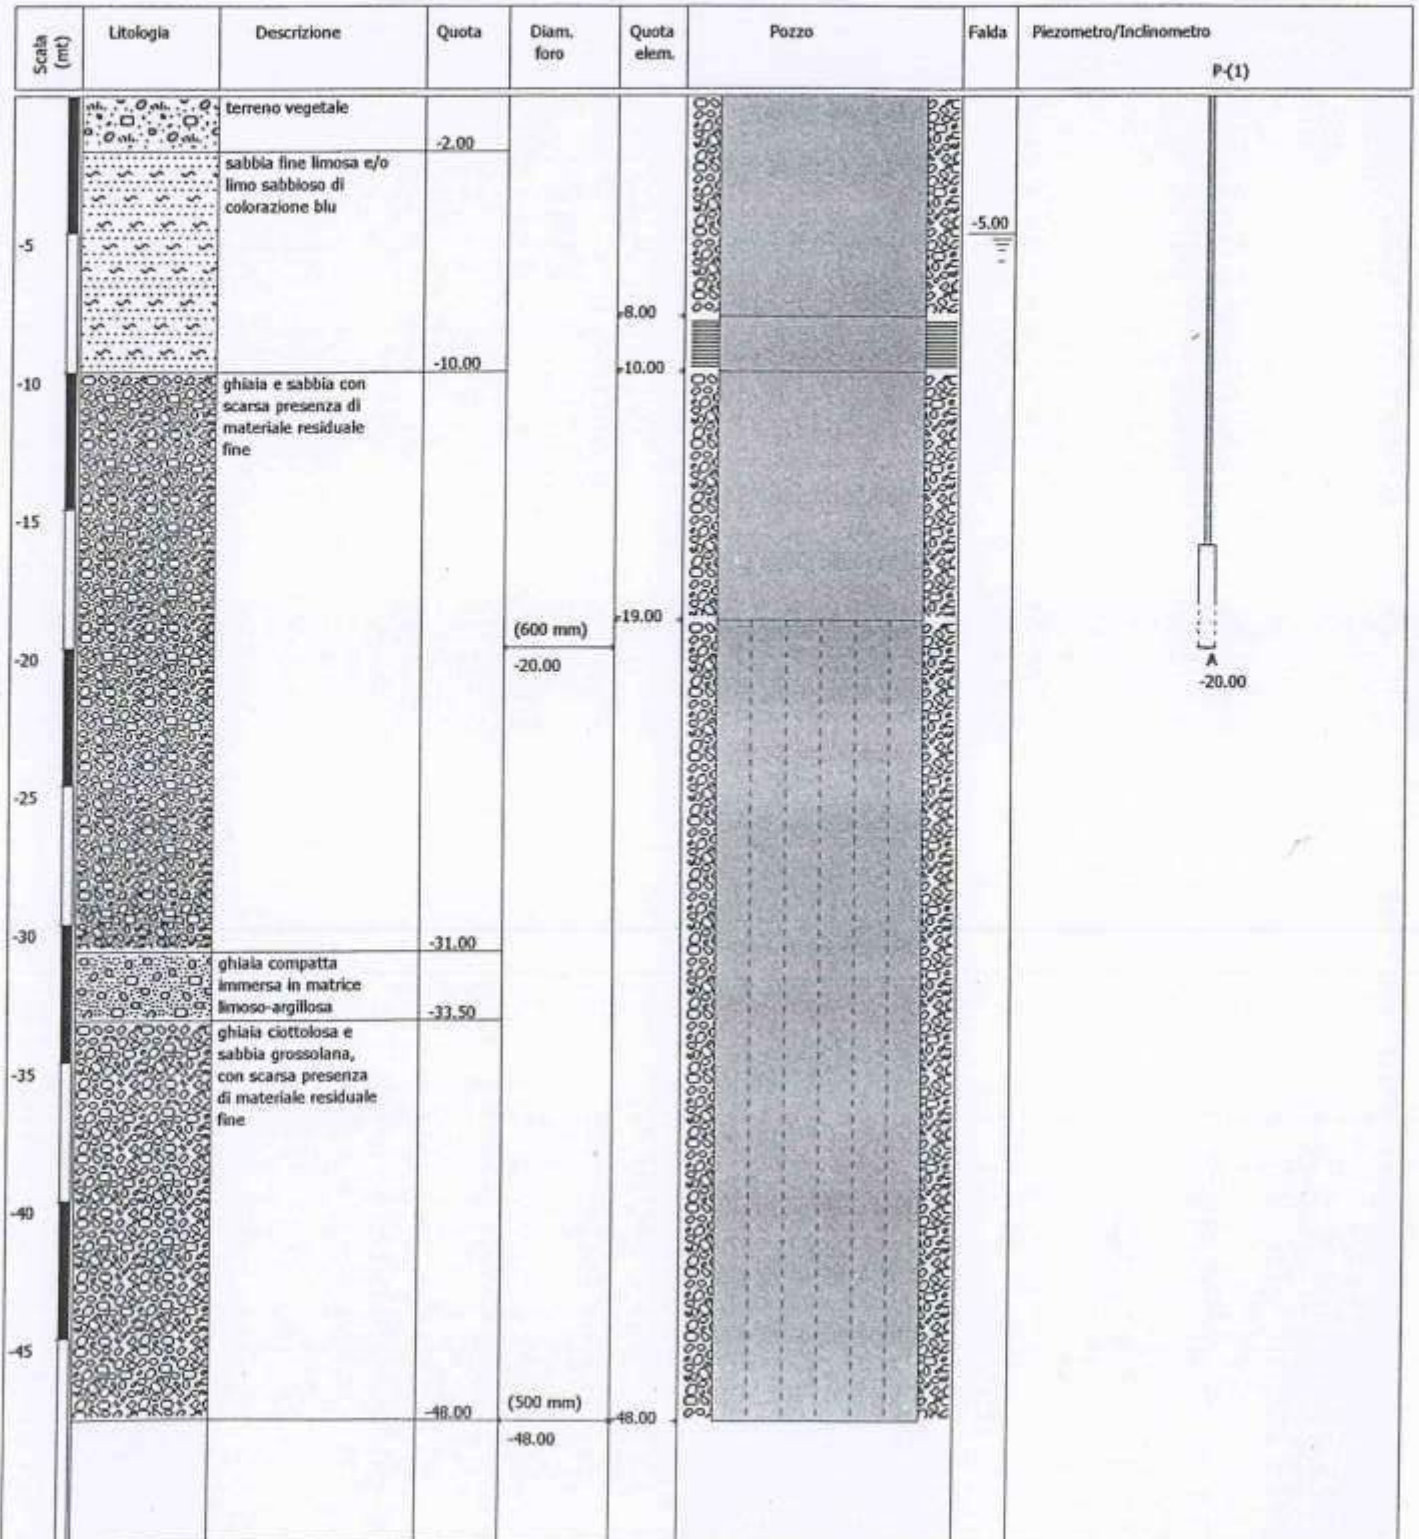 Scala
(mt)
Litologia
Descrizione
Quota
Diam.
foro
Quota
elem.
Pozzo
Falda
Piezometro/Inclinometro
P-(1)
terreno vegetale
-2.00
sabbia fine limosa e/o
limo sabbioso di
colorazione blu
-5
-5.00
-8.00
-10.00
-10.00
-10
ghiaia e sabbia con
scarsa presenza di
materiale residuale
fine
-15
-19.00
(600 mm)
-20
-20.00
A
-20.00
-25
-30
-31.00
ghiaia compatta
immersa in matrice
limoso-argillosa
-33.50
ghiaia ciottolosa e
sabbia grossolana,
con scarsa presenza
di materiale residuale
fine
-35
-40
-45
(500 mm)
-48.00
-48.00
-48.00